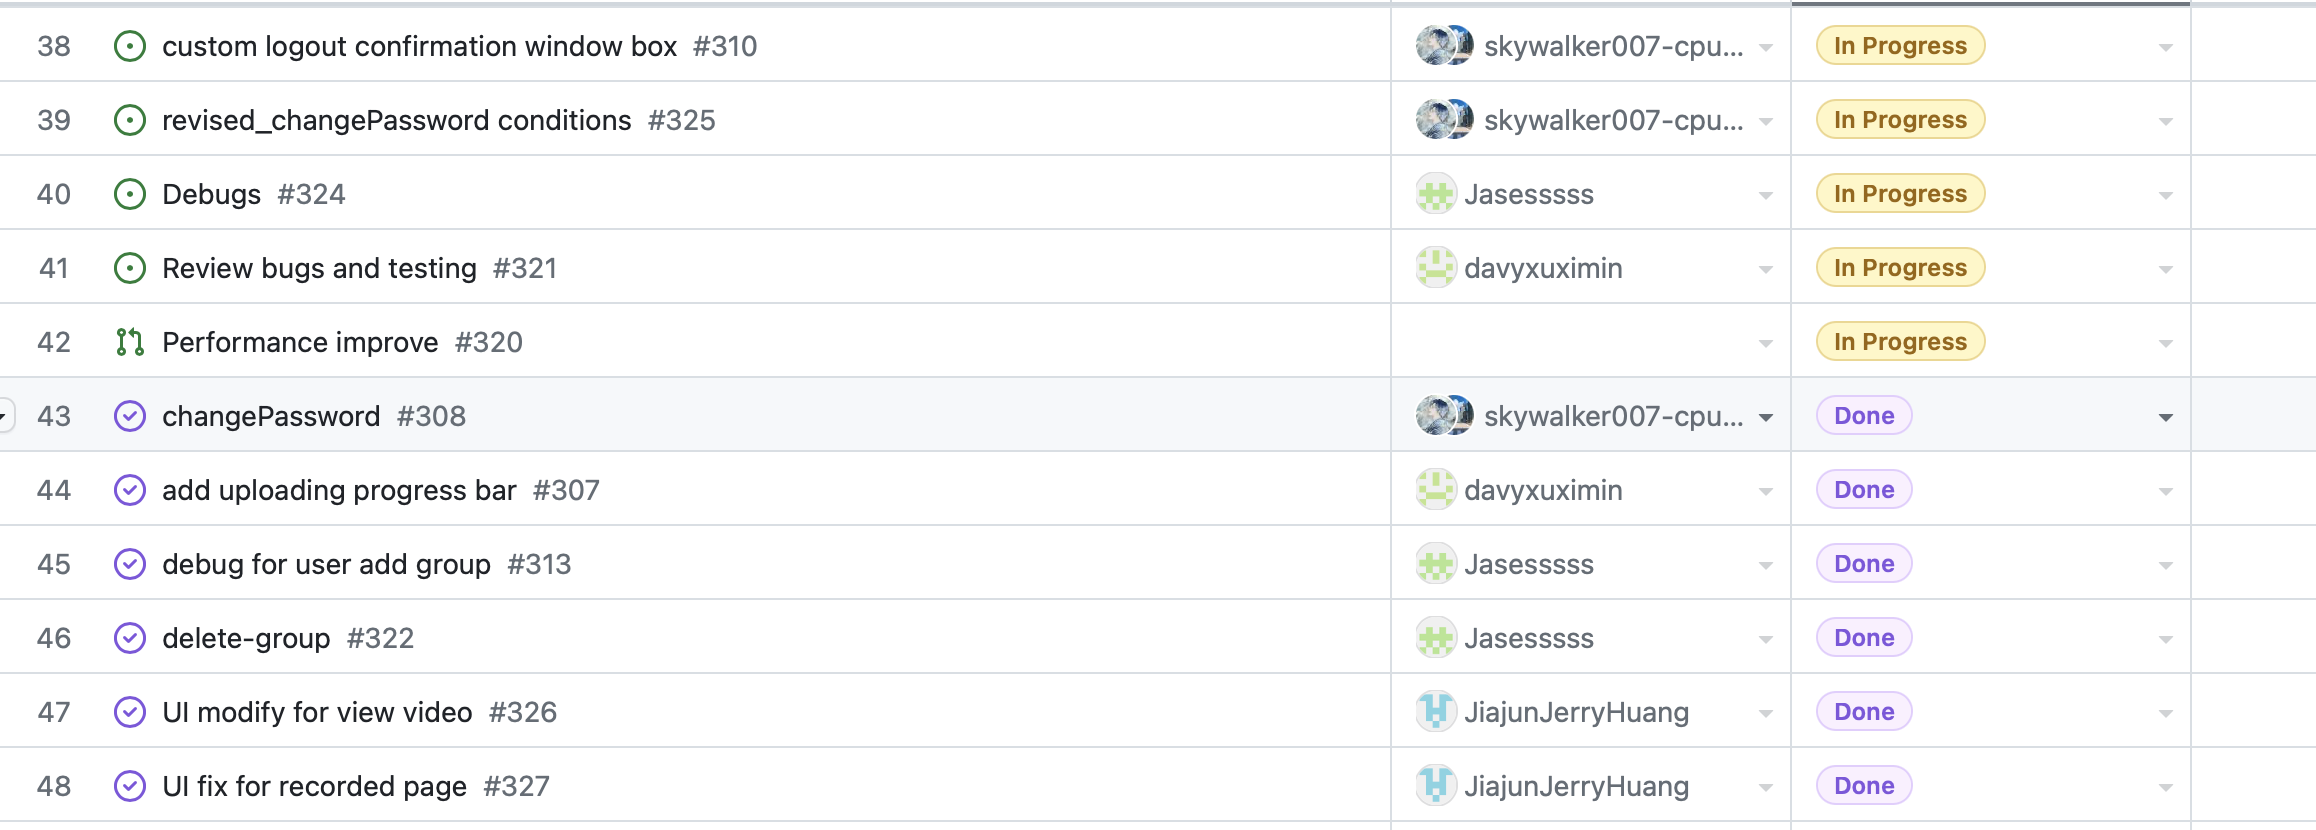 38 custom logout confirmation window box #310 skywalker007-cpu... In Progress
39 revised_changePassword conditions #325 skywalker007-cpu... In Progress
40 Debugs #324 Jasesssss In Progress
41 Review bugs and testing #321 davyxuximin In Progress
42 Performance improve #320 In Progress
43 changePassword #308 skywalker007-cpu... Done
44 add uploading progress bar #307 davyxuximin Done
45 debug for user add group #313 Jasesssss Done
46 delete-group #322 Jasesssss Done
47 UI modify for view video #326 JiajunJerryHuang Done
48 UI fix for recorded page #327 JiajunJerryHuang Done